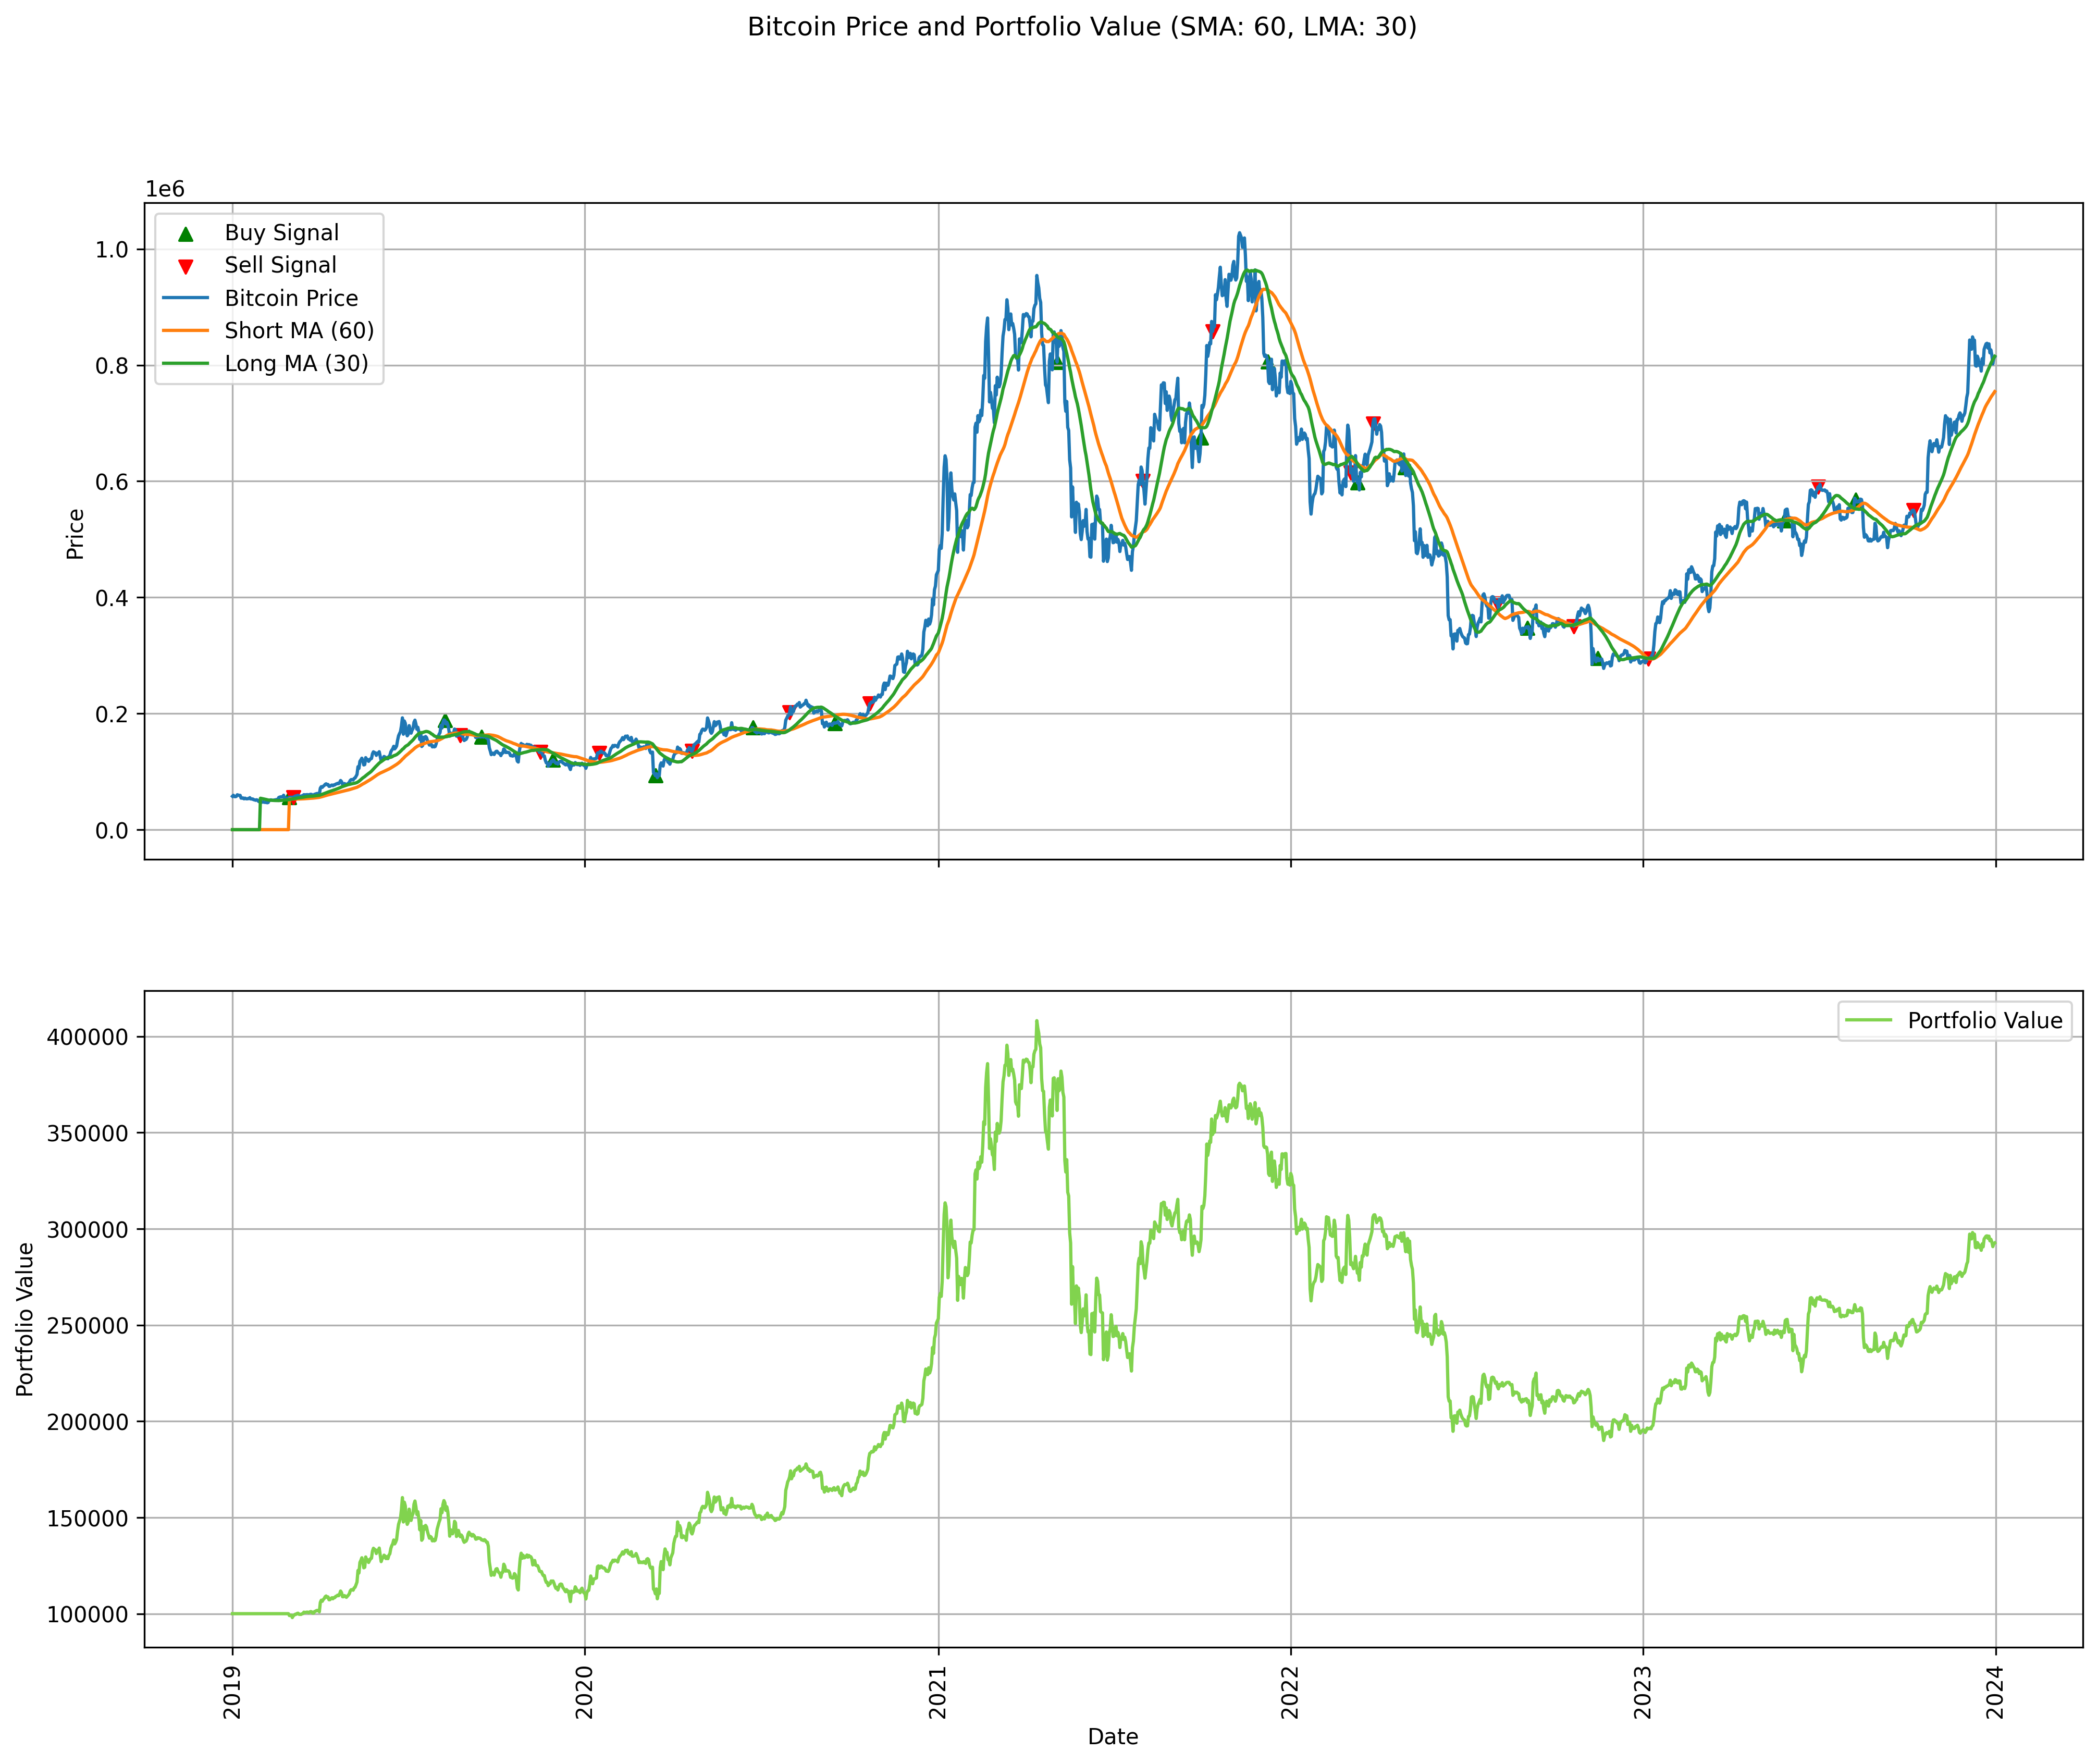 Bitcoin Price and Portfolio Value (SMA: 60, LMA: 30)
1e6
Buy Signal
Sell Signal
Bitcoin Price
Short MA (60)
Long MA (30)
1.0
0.8
0.6
0.4
0.2
0.0
Price
Portfolio Value
400000
350000
300000
250000
200000
150000
100000
Portfolio Value
2019
2020
2021
2022
2023
2024
Date